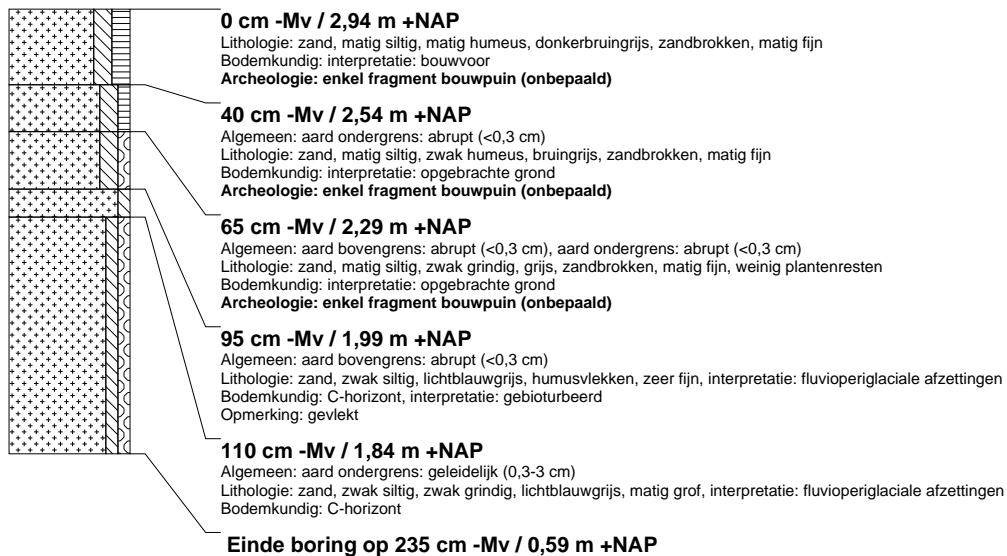 0 cm -Mv / 2,94 m +NAP
Lithologie: zand, matig siltig, matig humeus, donkerbruingrijs, zandbrokken, matig fijn
Bodemkundig: interpretatie: bouwvoor
Archeologie: enkel fragment bouwpuin (onbepaald)
40 cm -Mv / 2,54 m +NAP
Algemeen: aard ondergrens: abrupt (<0,3 cm)
Lithologie: zand, matig siltig, zwak humeus, bruingrijs, zandbrokken, matig fijn
Bodemkundig: interpretatie: opgebrachte grond
Archeologie: enkel fragment bouwpuin (onbepaald)
65 cm -Mv / 2,29 m +NAP
Algemeen: aard bovengrens: abrupt (<0,3 cm), aard ondergrens: abrupt (<0,3 cm)
Lithologie: zand, matig siltig, zwak grindig, grijs, zandbrokken, matig fijn, weinig plantenresten
Bodemkundig: interpretatie: opgebrachte grond
Archeologie: enkel fragment bouwpuin (onbepaald)
95 cm -Mv / 1,99 m +NAP
Algemeen: aard bovengrens: abrupt (<0,3 cm)
Lithologie: zand, zwak siltig, lichtblauwgrijs, humusvlekken, zeer fijn, interpretatie: fluvioperiglaciale afzettingen
Bodemkundig: C-horizont, interpretatie: gebioturbeerd
Opmerking: gevlekt
110 cm -Mv / 1,84 m +NAP
Algemeen: aard ondergrens: geleidelijk (0,3-3 cm)
Lithologie: zand, zwak siltig, zwak grindig, lichtblauwgrijs, matig grof, interpretatie: fluvioperiglaciale afzettingen
Bodemkundig: C-horizont
Einde boring op 235 cm -Mv / 0,59 m +NAP